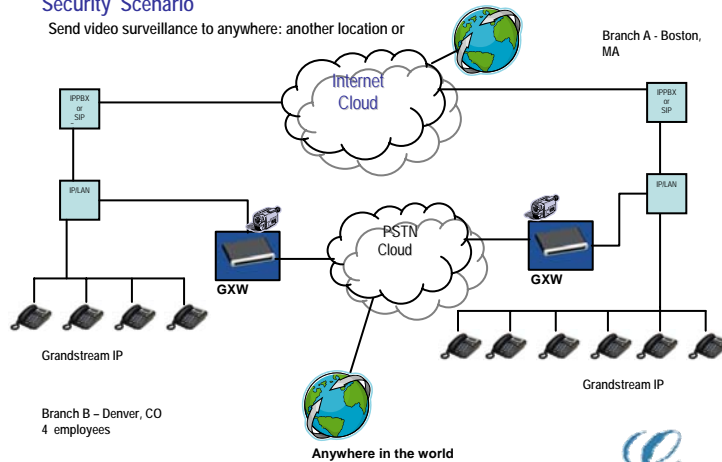 Security Scenario
Send video surveillance to anywhere: another location or
Branch A - Boston,
MA
Internet
Cloud
IPPBX
or
SIP
IPPBX
or
SIP
IP/LAN
IP/LAN
PSTN
Cloud
GXW
GXW
Grandstream IP
Grandstream IP
Branch B – Denver, CO
4 employees
Anywhere in the world